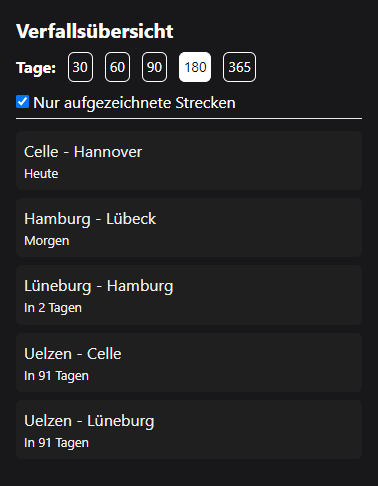 Verfallsübersicht
Tage: 30 60 90 180 365
Nur aufgezeichnete Strecken
Celle - Hannover
Heute
Hamburg - Lübeck
Morgen
Lüneburg - Hamburg
In 2 Tagen
Uelzen - Celle
In 91 Tagen
Uelzen - Lüneburg
In 91 Tagen